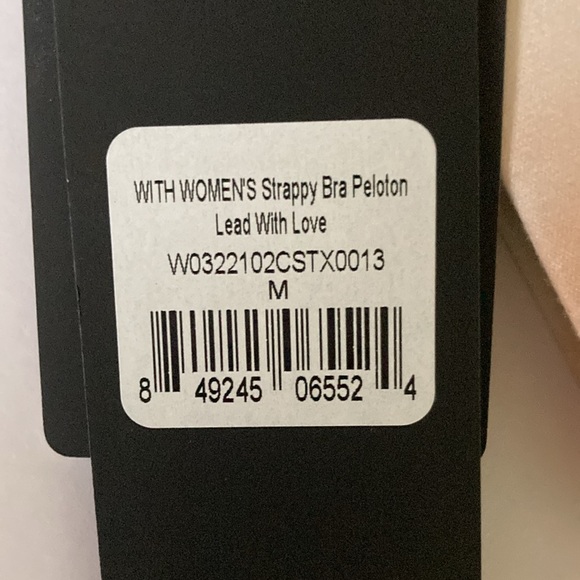 WITH WOMEN'S Strappy Bra Peloton
Lead With Love
W0322102CSTX0013
M
8 49245 06552 4